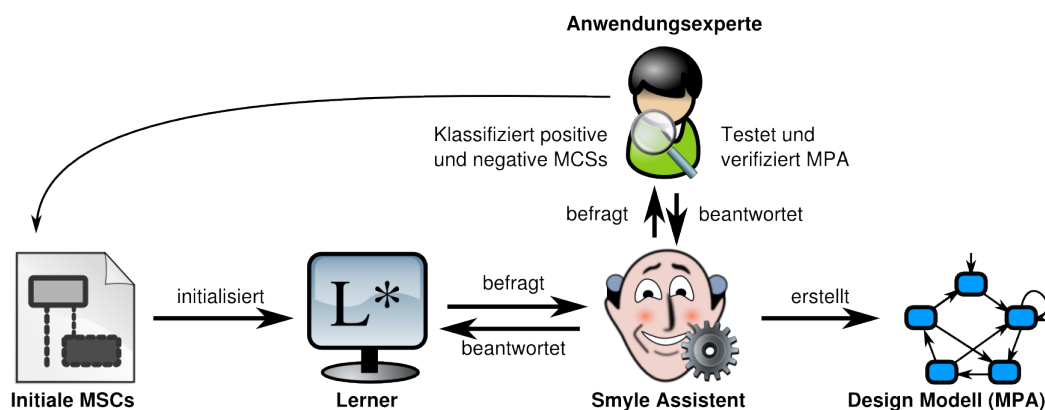 Anwendungsexperte
Klassifiziert positive
und negative MCSs
Testet und
verifiziert MPA
befragt
beantwortet
initialisiert
L*
befragt
beantwortet
erstellt
Initiale MSCs
Lerner
Smyle Assistent
Design Modell (MPA)